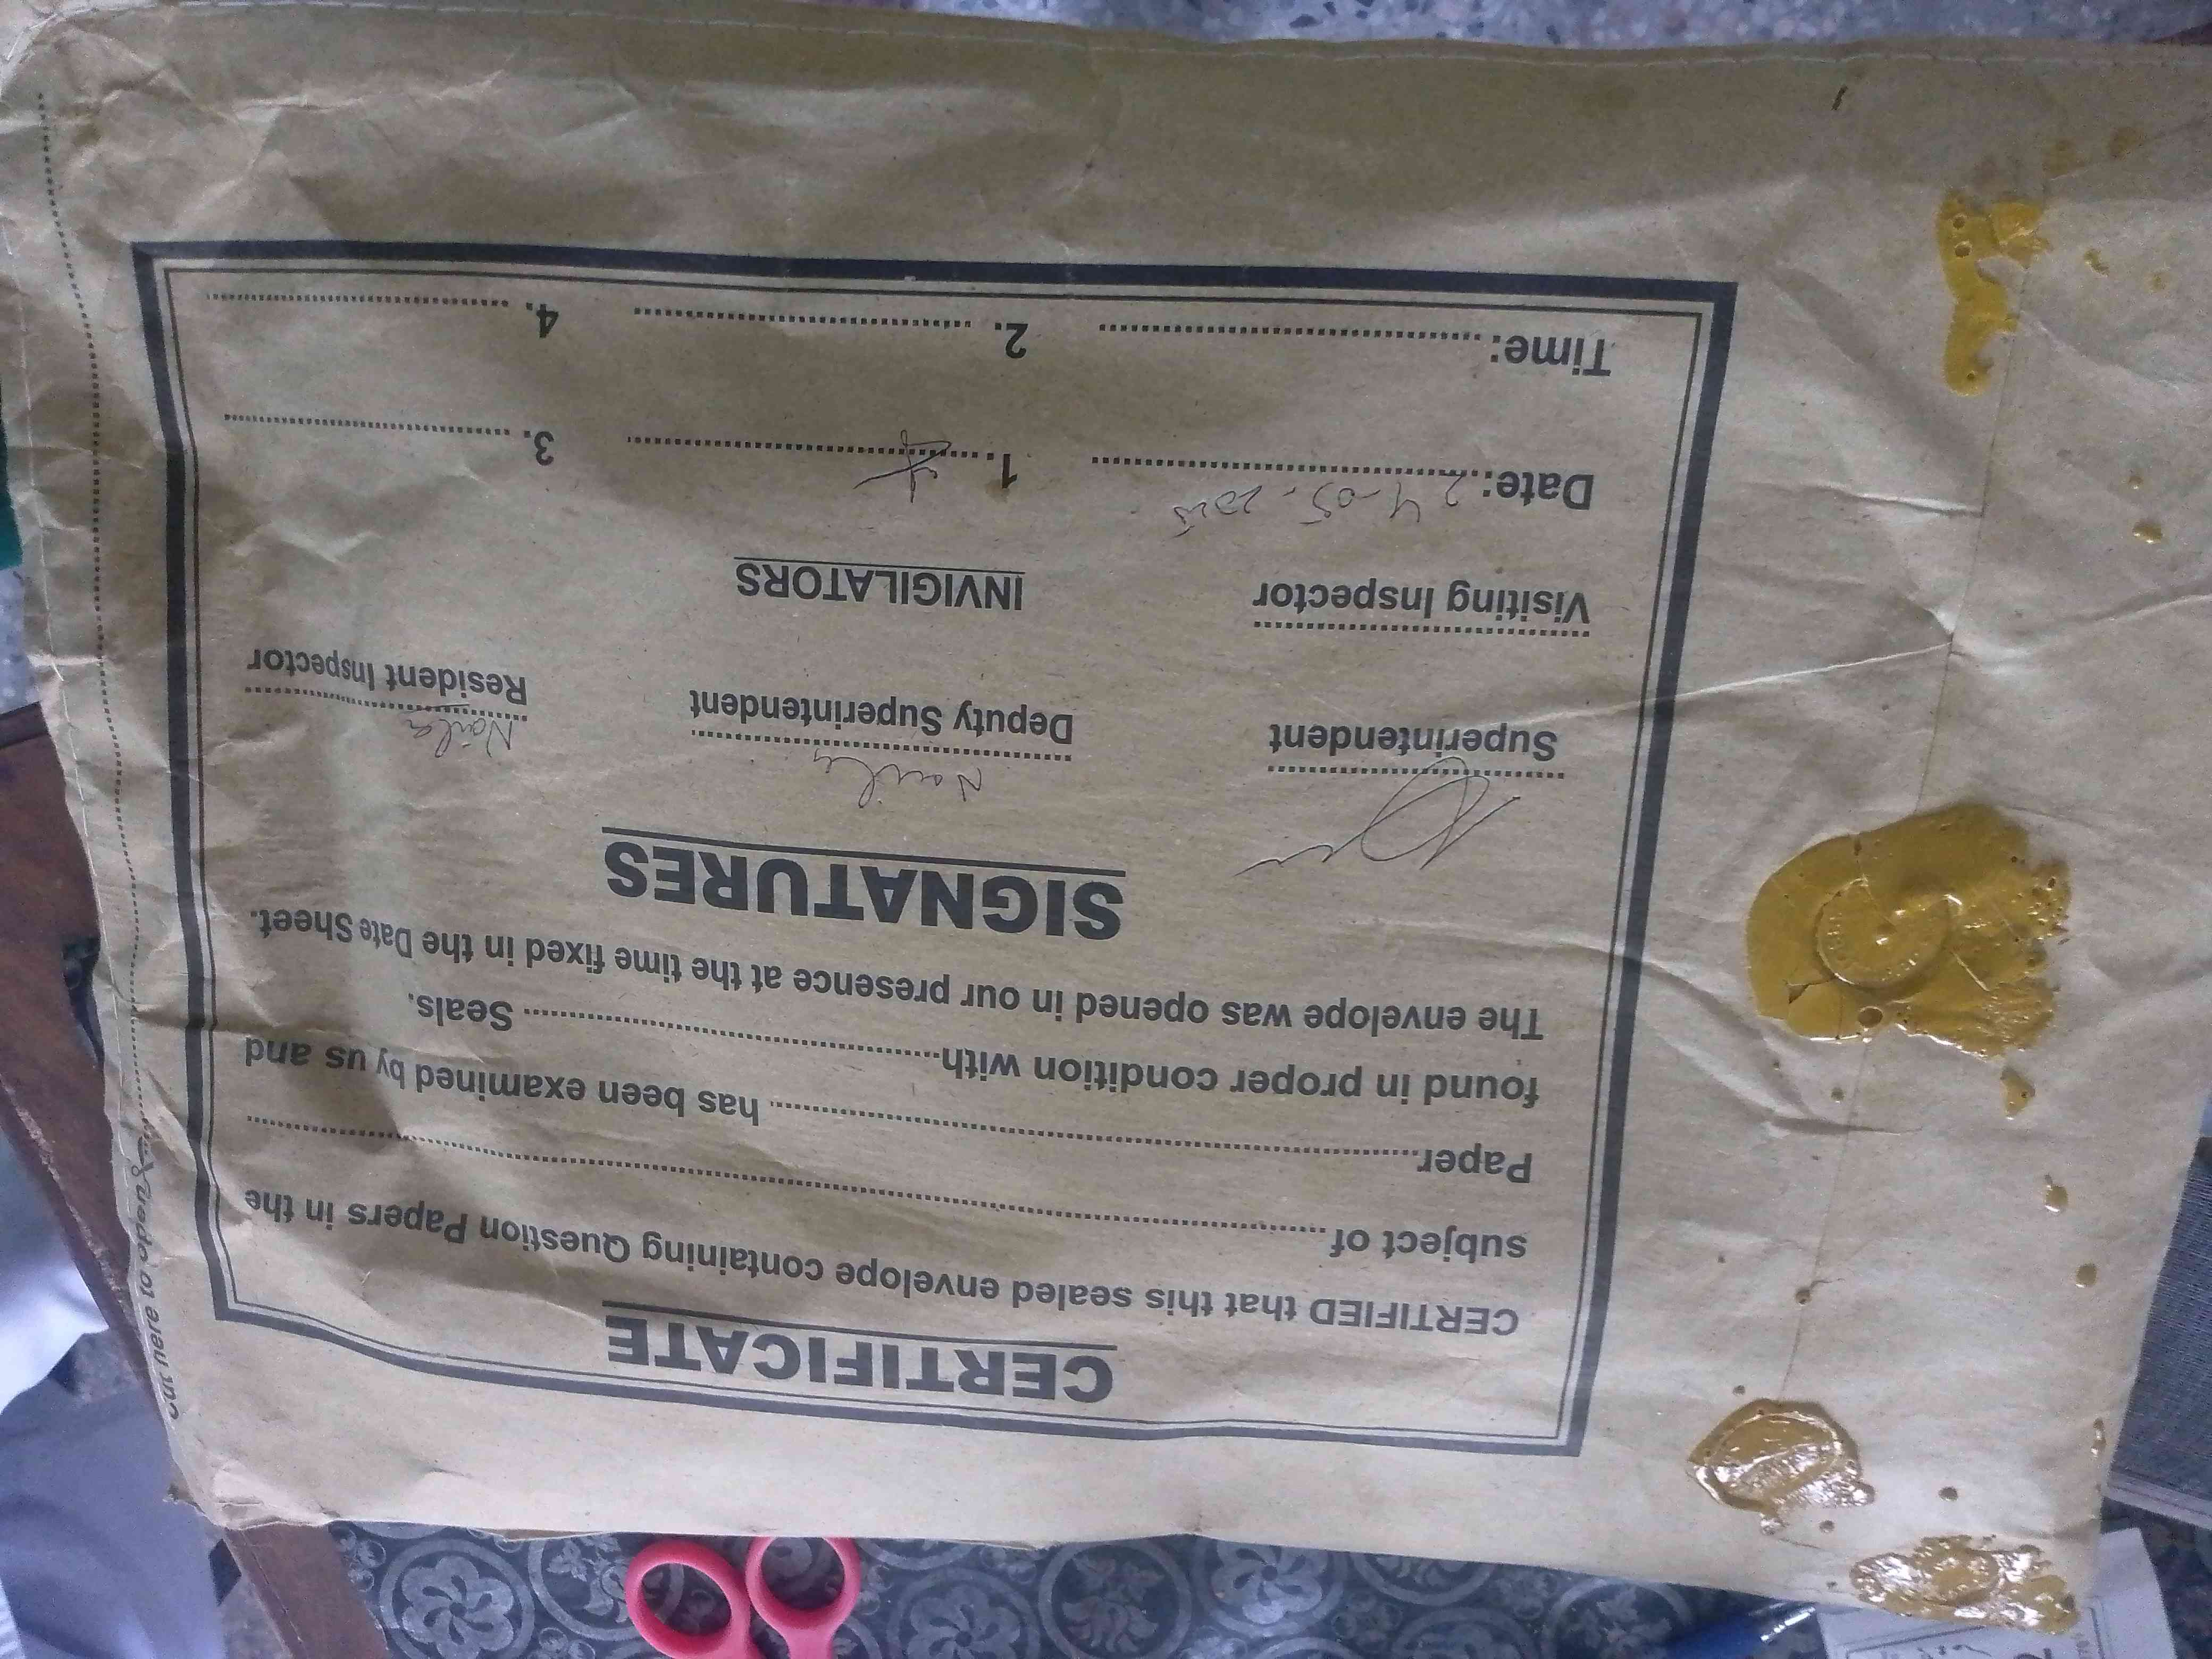 CERTIFICATE
CERTIFIED that this sealed envelope containing Question Papers in the
subject of
Paper has been examined by us and
found in proper condition with Seals.
The envelope was opened in our presence at the time fixed in the Date Sheet.
SIGNATURES
Naila Naila
Superintendent Deputy Superintendent Resident Inspector
Visiting Inspector INVIGILATORS
Date: 24-05-2025 1. 3.
Time: 2. 4.